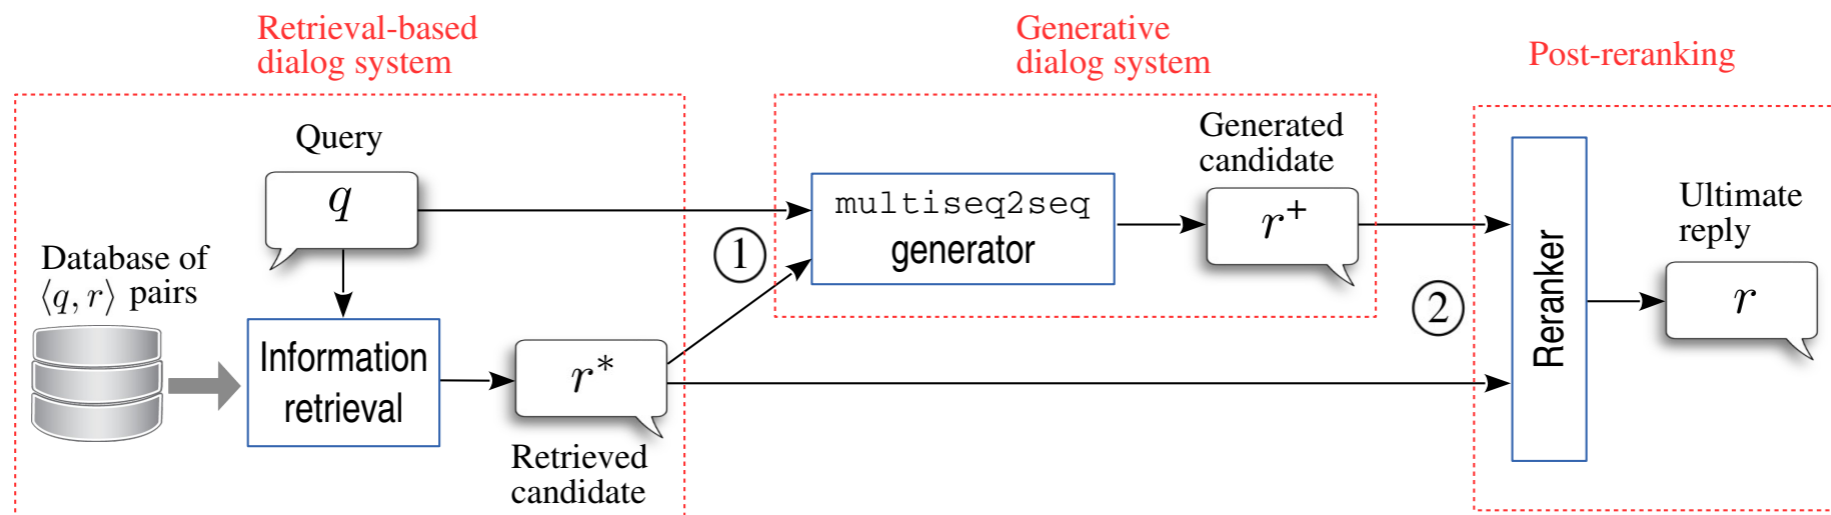 Retrieval-based
dialog system
Generative
dialog system
Post-reranking
Query
q
Database of
⟨q, r⟩ pairs
Information
retrieval
r*
Retrieved
candidate
①
multiseq2seq
generator
Generated
candidate
r⁺
②
Reranker
Ultimate
reply
r